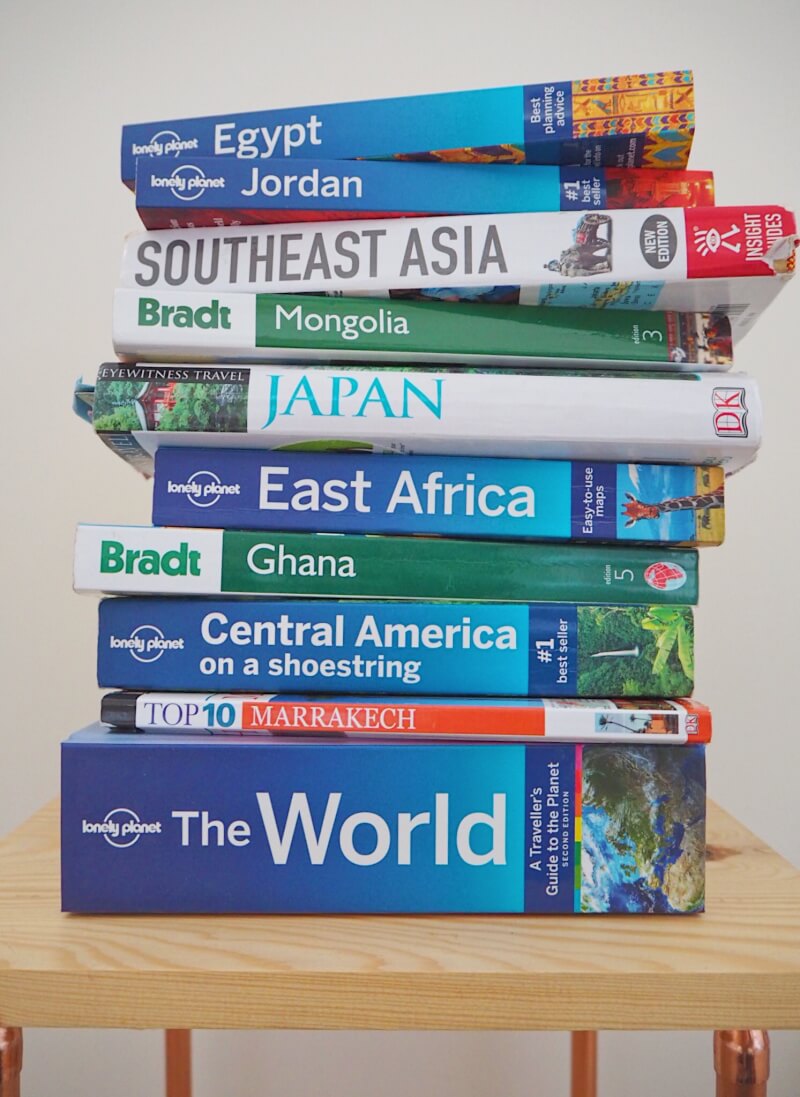 lonely planet Egypt Best planning advice
lonely planet Jordan #1 best seller
SOUTHEAST ASIA NEW EDITION INSIGHT GUIDES
Bradt Mongolia edition 3
EYEWITNESS TRAVEL JAPAN DK
lonely planet East Africa Easy-to-use maps
Bradt Ghana edition 5
lonely planet Central America
on a shoestring #1 best seller
TOP 10 MARRAKECH DK
lonely planet The World A Traveller's
Guide to the Planet
SECOND EDITION